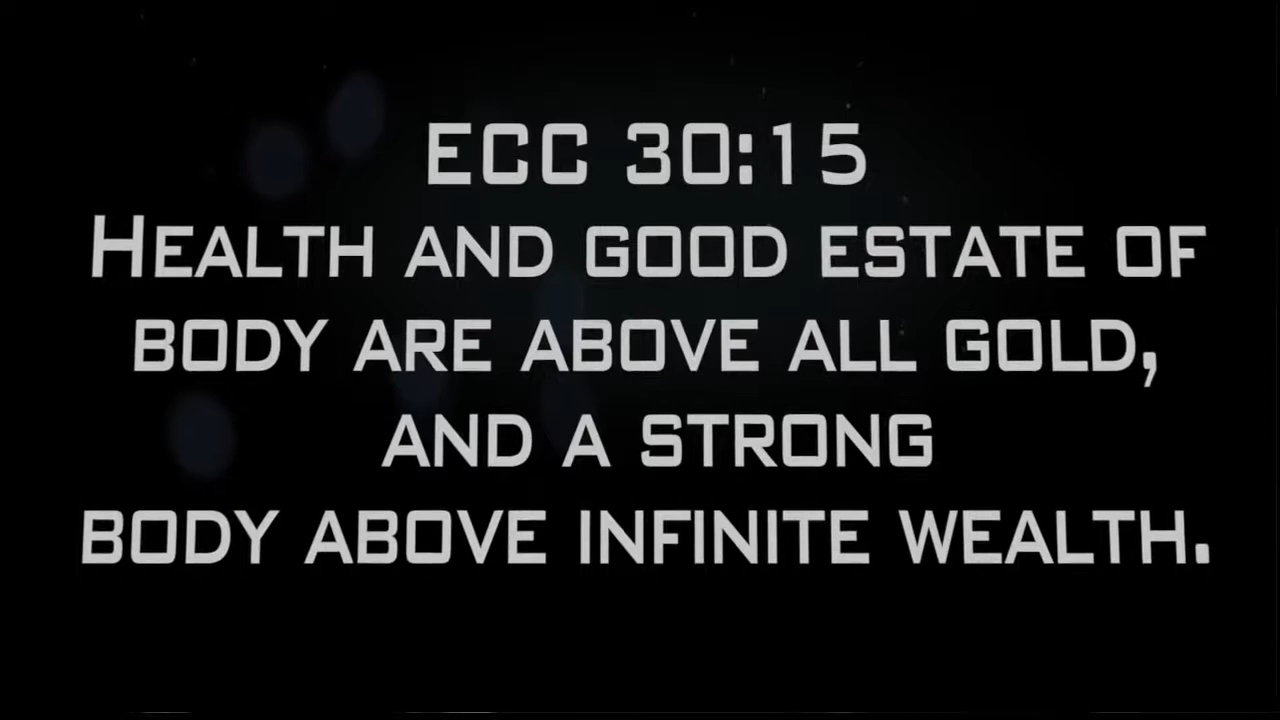 ECC 30:15
Health and good estate of
body are above all gold,
and a strong
body above infinite wealth.